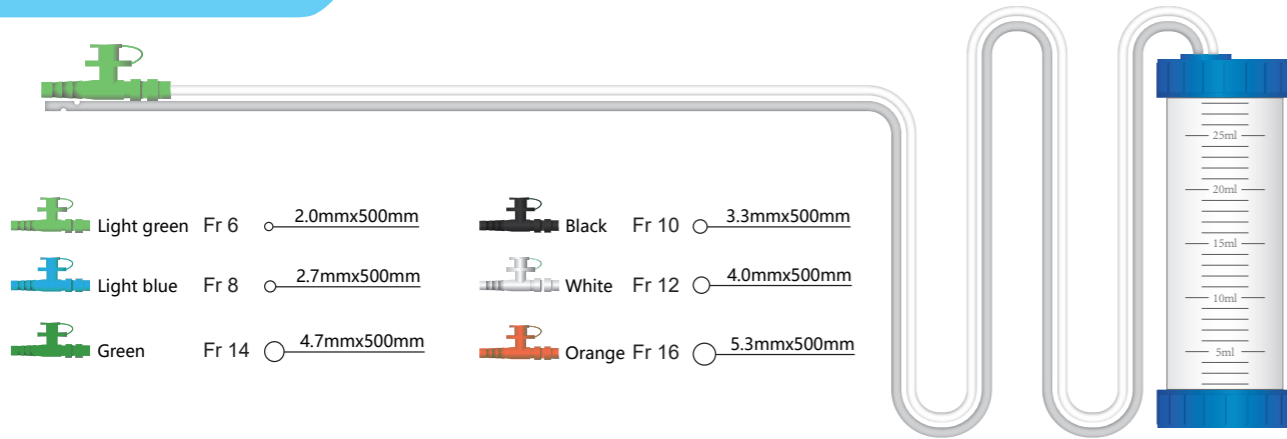 Light green Fr 6 2.0mmx500mm
Light blue Fr 8 2.7mmx500mm
Green Fr 14 4.7mmx500mm
Black Fr 10 3.3mmx500mm
White Fr 12 4.0mmx500mm
Orange Fr 16 5.3mmx500mm
25ml
20ml
15ml
10ml
5ml